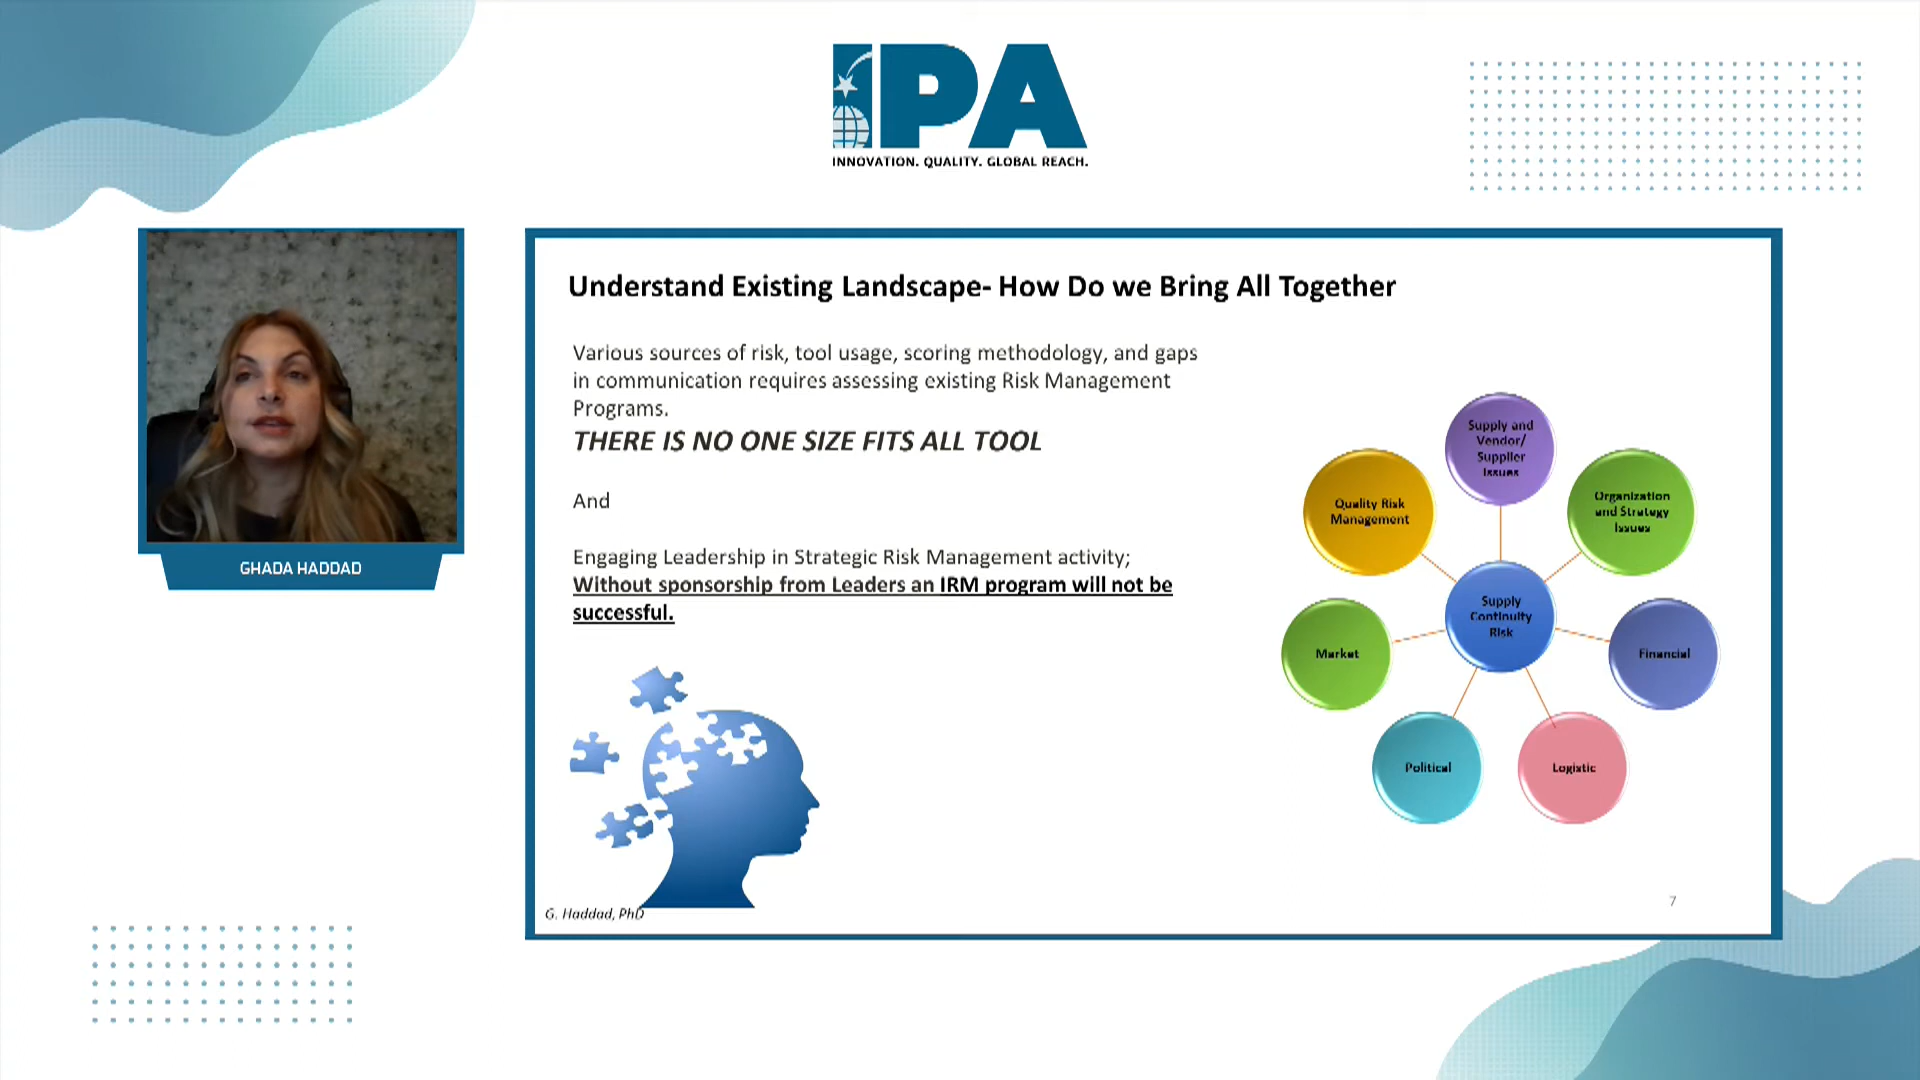 IPA
INNOVATION. QUALITY. GLOBAL REACH.
GHADA HADDAD
Understand Existing Landscape- How Do we Bring All Together
Various sources of risk, tool usage, scoring methodology, and gaps
in communication requires assessing existing Risk Management
Programs.
THERE IS NO ONE SIZE FITS ALL TOOL
And
Engaging Leadership in Strategic Risk Management activity;
Without sponsorship from Leaders an IRM program will not be
successful.
Supply and
Vendor/
Supplier
Issues
Organization
and Strategy
Issues
Financial
Logistic
Political
Market
Quality Risk
Management
Supply
Continuity
Risk
G. Haddad, PhD
7